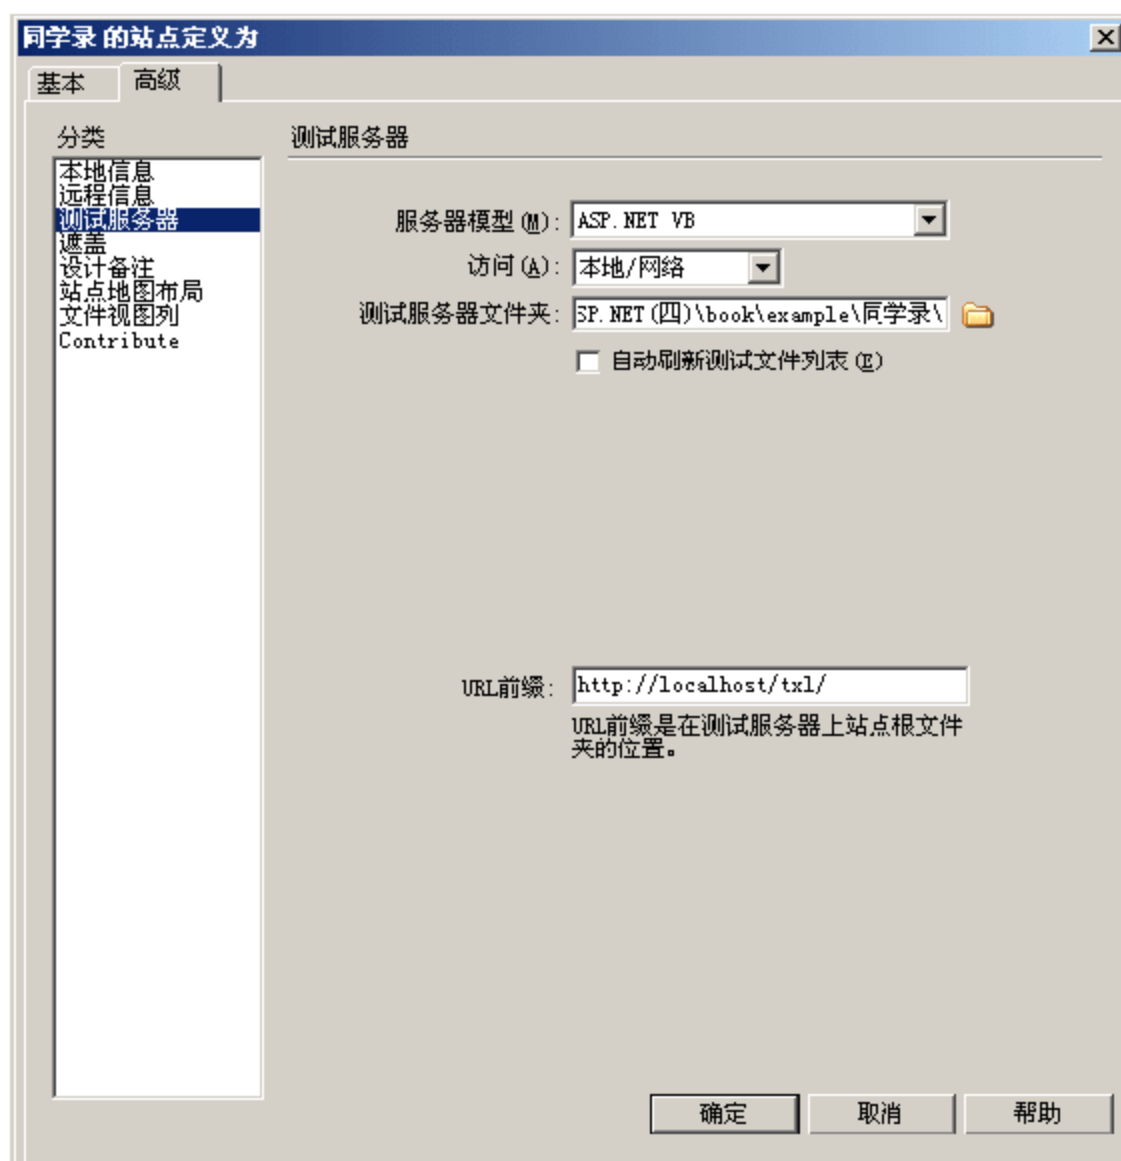 同学录 的站点定义为
基本 高级
分类
本地信息
远程信息
测试服务器
遮盖
设计备注
站点地图布局
文件视图列
Contribute
测试服务器
服务器模型(M): ASP.NET VB
访问(A): 本地/网络
测试服务器文件夹: SP.NET(四)\book\example\同学录\
自动刷新测试文件列表(E)
URL前缀: http://localhost/txl/
URL前缀是在测试服务器上站点根文件
夹的位置。
确定 取消 帮助